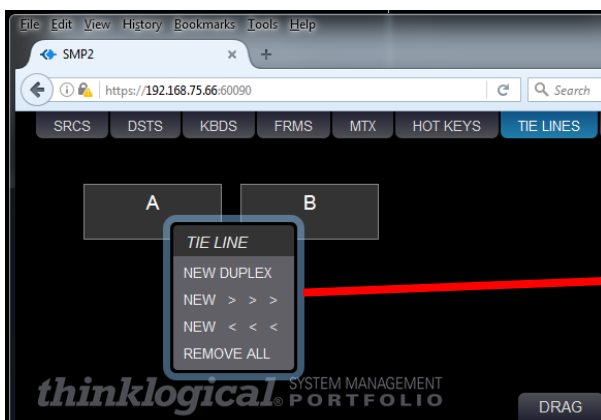 File Edit View History Bookmarks Tools Help
SMP2 × +
https://192.168.75.66:60090
Search
SRCS DSTS KBDS FRMS MTX HOT KEYS TIE LINES
A B
TIE LINE
NEW DUPLEX
NEW > > >
NEW < < <
REMOVE ALL
thinklogical® SYSTEM MANAGEMENT
PORTFOLIO
DRAG